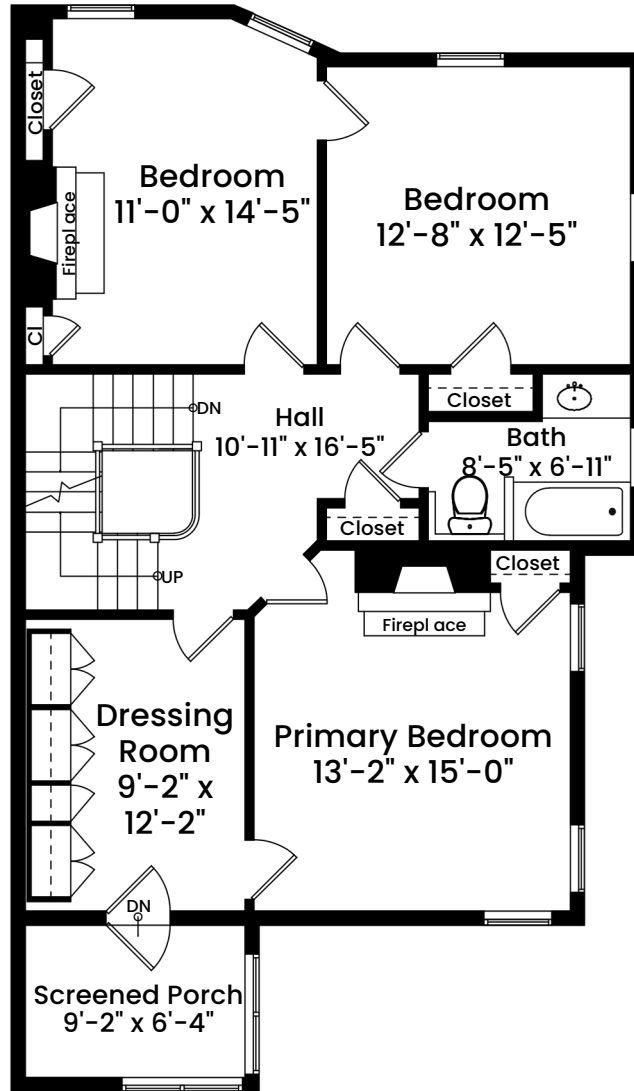 Closet
Bedroom
11'-0" x 14'-5"
Bedroom
12'-8" x 12'-5"
Firepl ace
Cl
DN
Hall
10'-11" x 16'-5"
Closet
Bath
8'-5" x 6'-11"
Closet
UP
Closet
Firepl ace
Dressing
Room
9'-2" x
12'-2"
Primary Bedroom
13'-2" x 15'-0"
DN
Screened Porch
9'-2" x 6'-4"